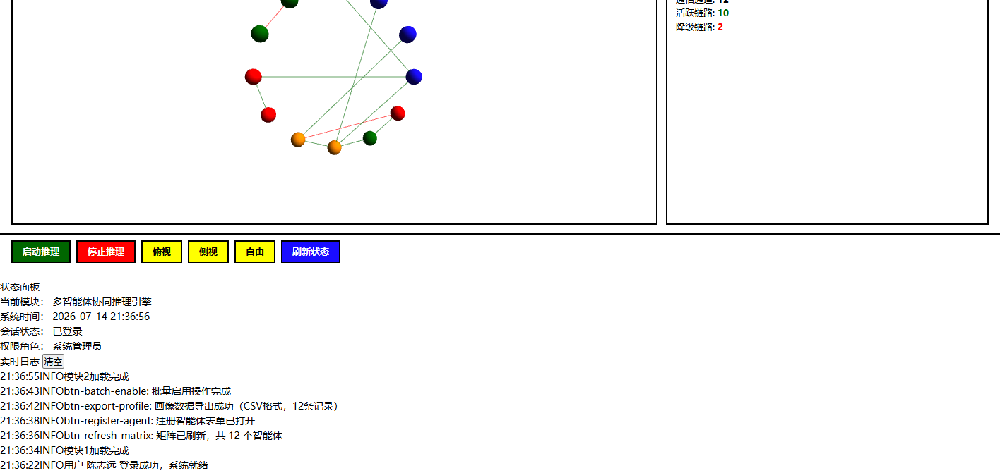 通信通道: 12
活跃链路: 10
降级链路: 2
启动推理 停止推理 俯视 侧视 自由 刷新状态
状态面板
当前模块： 多智能体协同推理引擎
系统时间： 2026-07-14 21:36:56
会话状态： 已登录
权限角色： 系统管理员
实时日志 清空
21:36:55INFO模块2加载完成
21:36:43INFObtn-batch-enable: 批量启用操作完成
21:36:42INFObtn-export-profile: 画像数据导出成功（CSV格式，12条记录）
21:36:38INFObtn-register-agent: 注册智能体表单已打开
21:36:36INFObtn-refresh-matrix: 矩阵已刷新，共 12 个智能体
21:36:34INFO模块1加载完成
21:36:22INFO用户 陈志远 登录成功，系统就绪